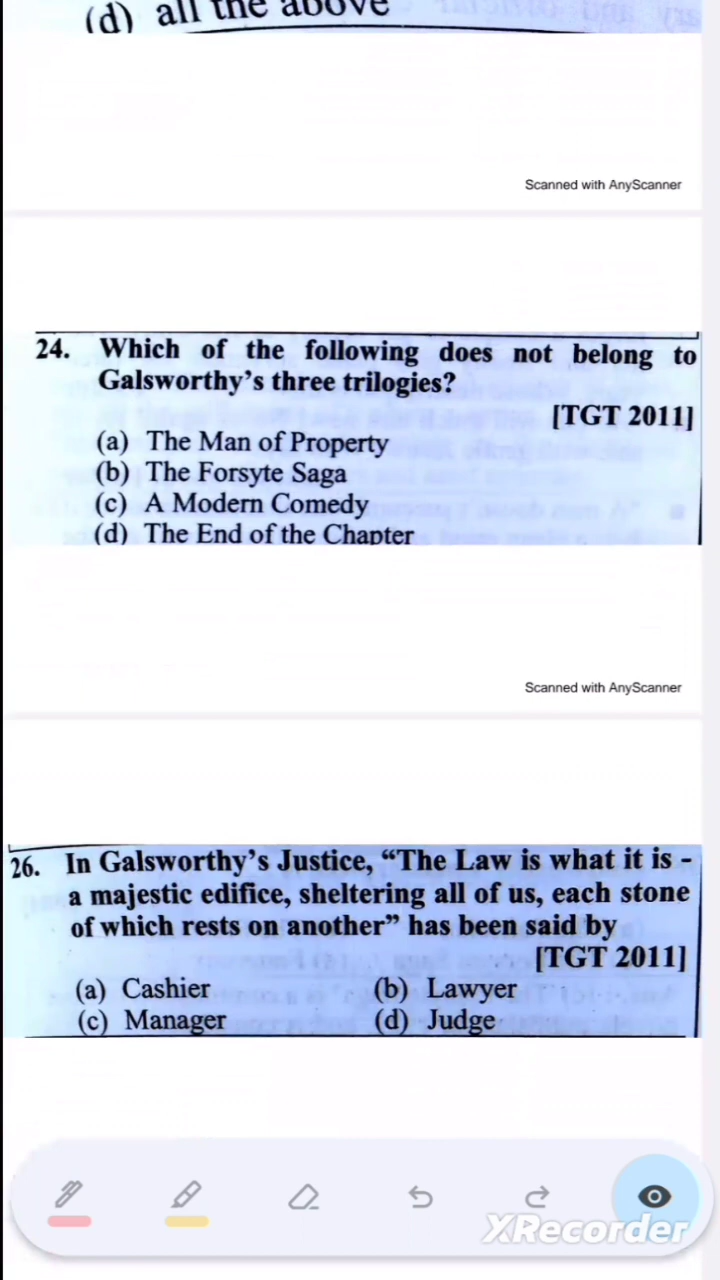 (d) all the above
Scanned with AnyScanner
24. Which of the following does not belong to
Galsworthy's three trilogies?
[TGT 2011]
(a) The Man of Property
(b) The Forsyte Saga
(c) A Modern Comedy
(d) The End of the Chapter
Scanned with AnyScanner
26. In Galsworthy's Justice, "The Law is what it is -
a majestic edifice, sheltering all of us, each stone
of which rests on another" has been said by
[TGT 2011]
(a) Cashier (b) Lawyer
(c) Manager (d) Judge
XRecorder